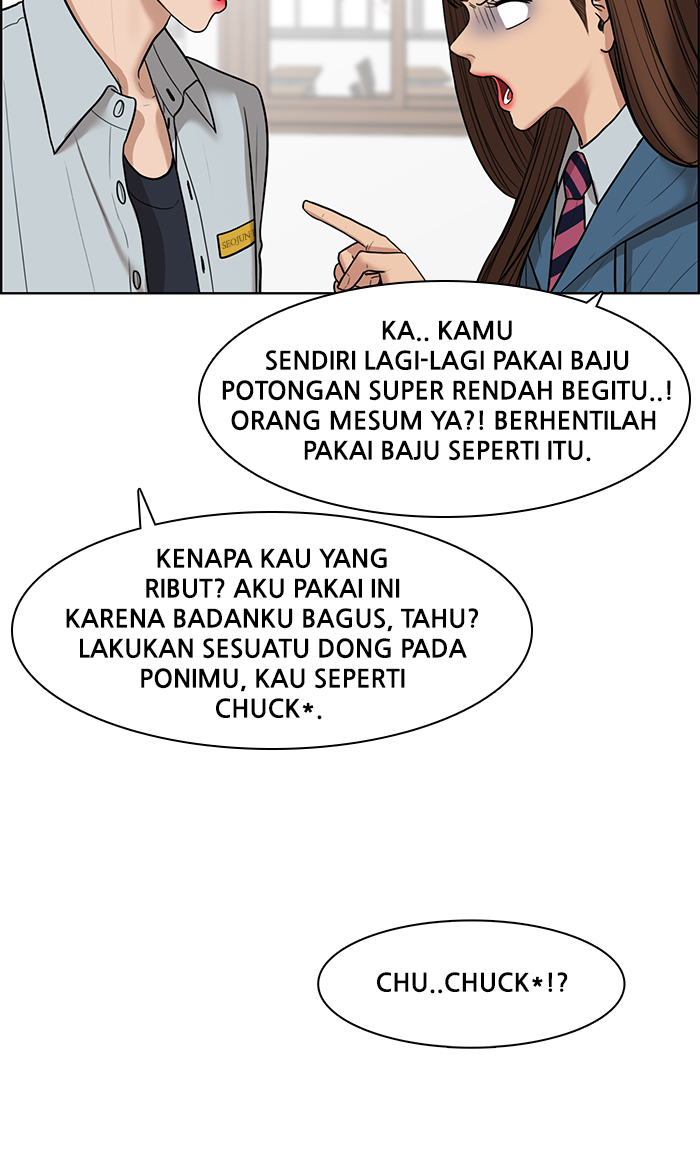 SEOJUN
KA.. KAMU
SENDIRI LAGI-LAGI PAKAI BAJU
POTONGAN SUPER RENDAH BEGITU..!
ORANG MESUM YA?! BERHENTILAH
PAKAI BAJU SEPERTI ITU.
KENAPA KAU YANG
RIBUT? AKU PAKAI INI
KARENA BADANKU BAGUS, TAHU?
LAKUKAN SESUATU DONG PADA
PONIMU, KAU SEPERTI
CHUCK*.
CHU..CHUCK*!?